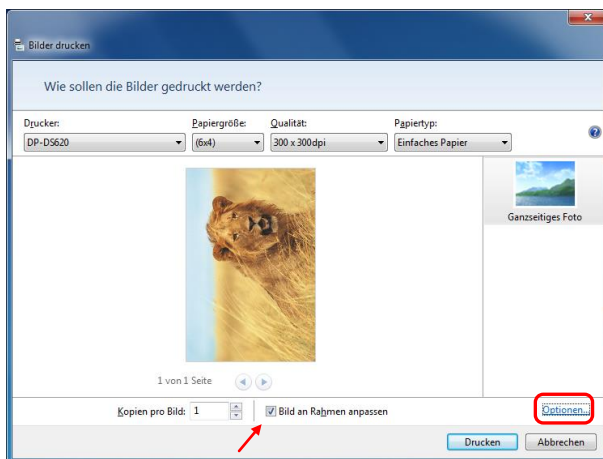 Bilder drucken
Wie sollen die Bilder gedruckt werden?
Drucker: Papiergröße: Qualität: Papiertyp:
DP-DS620 (6x4) 300 x 300dpi Einfaches Papier
Ganzseitiges Foto
1 von 1 Seite
Kopien pro Bild: 1 Bild an Rahmen anpassen Optionen...
Drucken Abbrechen